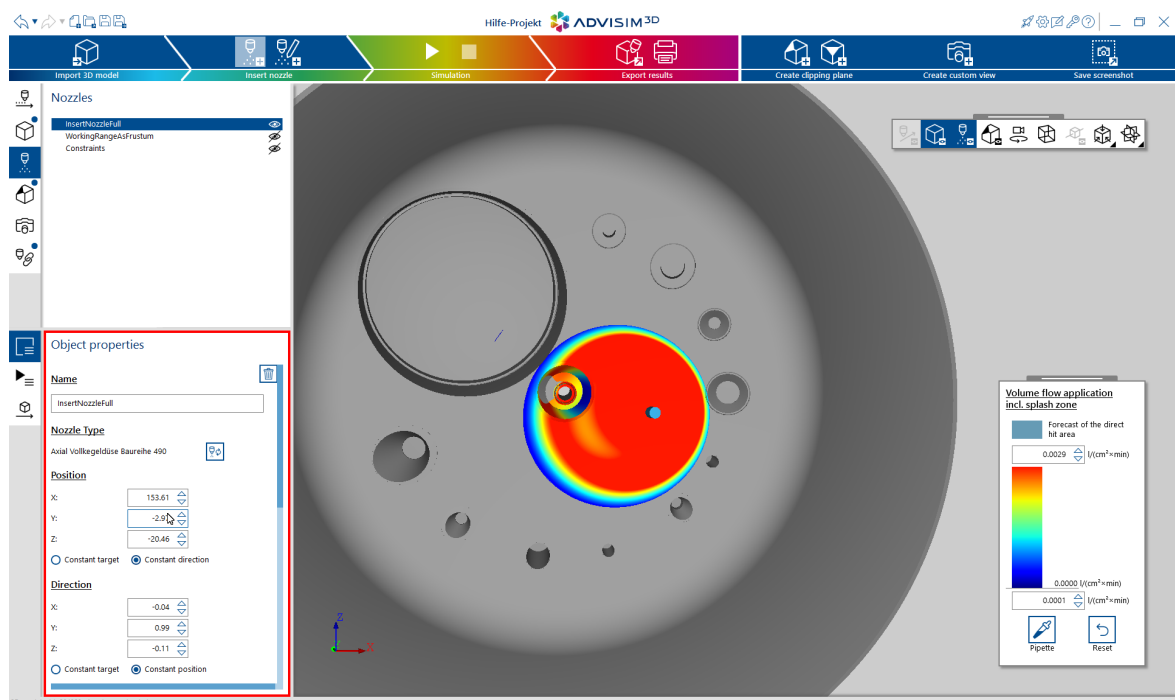 Hilfe-Projekt ADVISIM3D
Import 3D model
Insert nozzle
Simulation
Export results
Create clipping plane
Create custom view
Save screenshot
Nozzles
InsertNozzleFull
WorkingRangeAsFrustum
Constraints
Object properties
Name
InsertNozzleFull
Nozzle Type
Axial Vollkegeldüse Baureihe 490
Position
X: 153.61
Y: -2.9
Z: -20.46
Constant target Constant direction
Direction
X: -0.04
Y: 0.99
Z: -0.11
Constant target Constant position
Z
X
Volume flow application
incl. splash zone
Forecast of the direct
hit area
0.0029 l/(cm²×min)
0.0000 l/(cm²×min)
0.0001 l/(cm²×min)
Pipette Reset